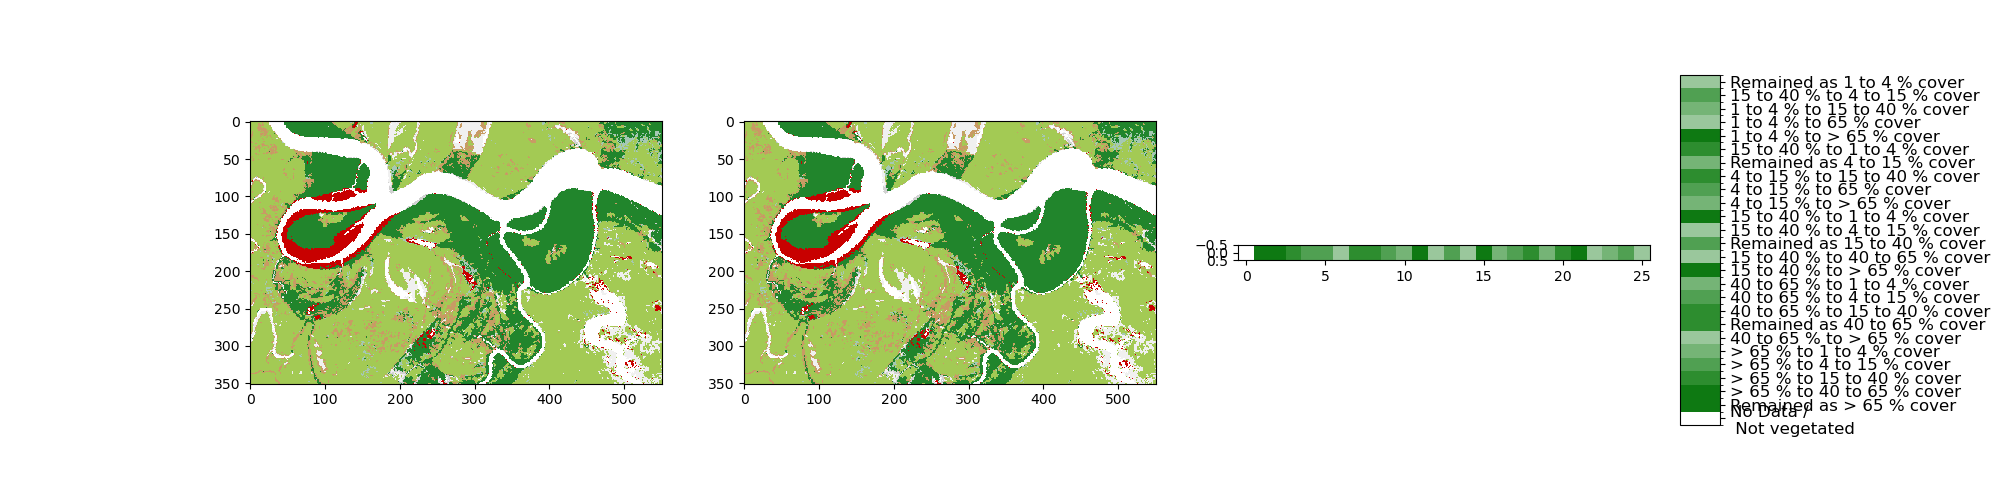 0
50
100
150
200
250
300
350
0 100 200 300 400 500
0
50
100
150
200
250
300
350
0 100 200 300 400 500
−0.5
0.0
0.5
0 5 10 15 20 25
Remained as 1 to 4 % cover
15 to 40 % to 4 to 15 % cover
1 to 4 % to 15 to 40 % cover
1 to 4 % to 65 % cover
1 to 4 % to > 65 % cover
15 to 40 % to 1 to 4 % cover
Remained as 4 to 15 % cover
4 to 15 % to 15 to 40 % cover
4 to 15 % to 65 % cover
4 to 15 % to > 65 % cover
15 to 40 % to 1 to 4 % cover
15 to 40 % to 4 to 15 % cover
Remained as 15 to 40 % cover
15 to 40 % to 40 to 65 % cover
15 to 40 % to > 65 % cover
40 to 65 % to 1 to 4 % cover
40 to 65 % to 4 to 15 % cover
40 to 65 % to 15 to 40 % cover
Remained as 40 to 65 % cover
40 to 65 % to > 65 % cover
> 65 % to 1 to 4 % cover
> 65 % to 4 to 15 % cover
> 65 % to 15 to 40 % cover
> 65 % to 40 to 65 % cover
Remained as > 65 % cover
No Data /
Not vegetated